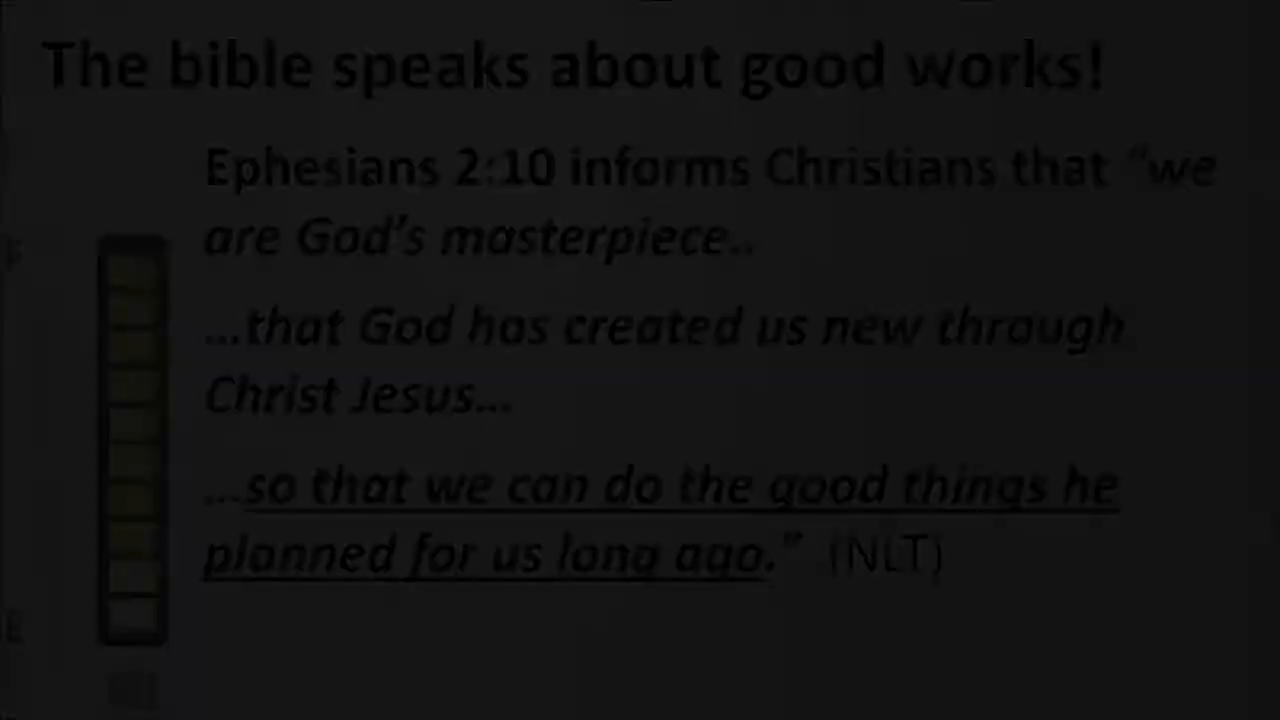 The bible speaks about good works!
Ephesians 2:10 informs Christians that “we
are God’s masterpiece..
...that God has created us new through
Christ Jesus...
...so that we can do the good things he
planned for us long ago.” (NLT)
E